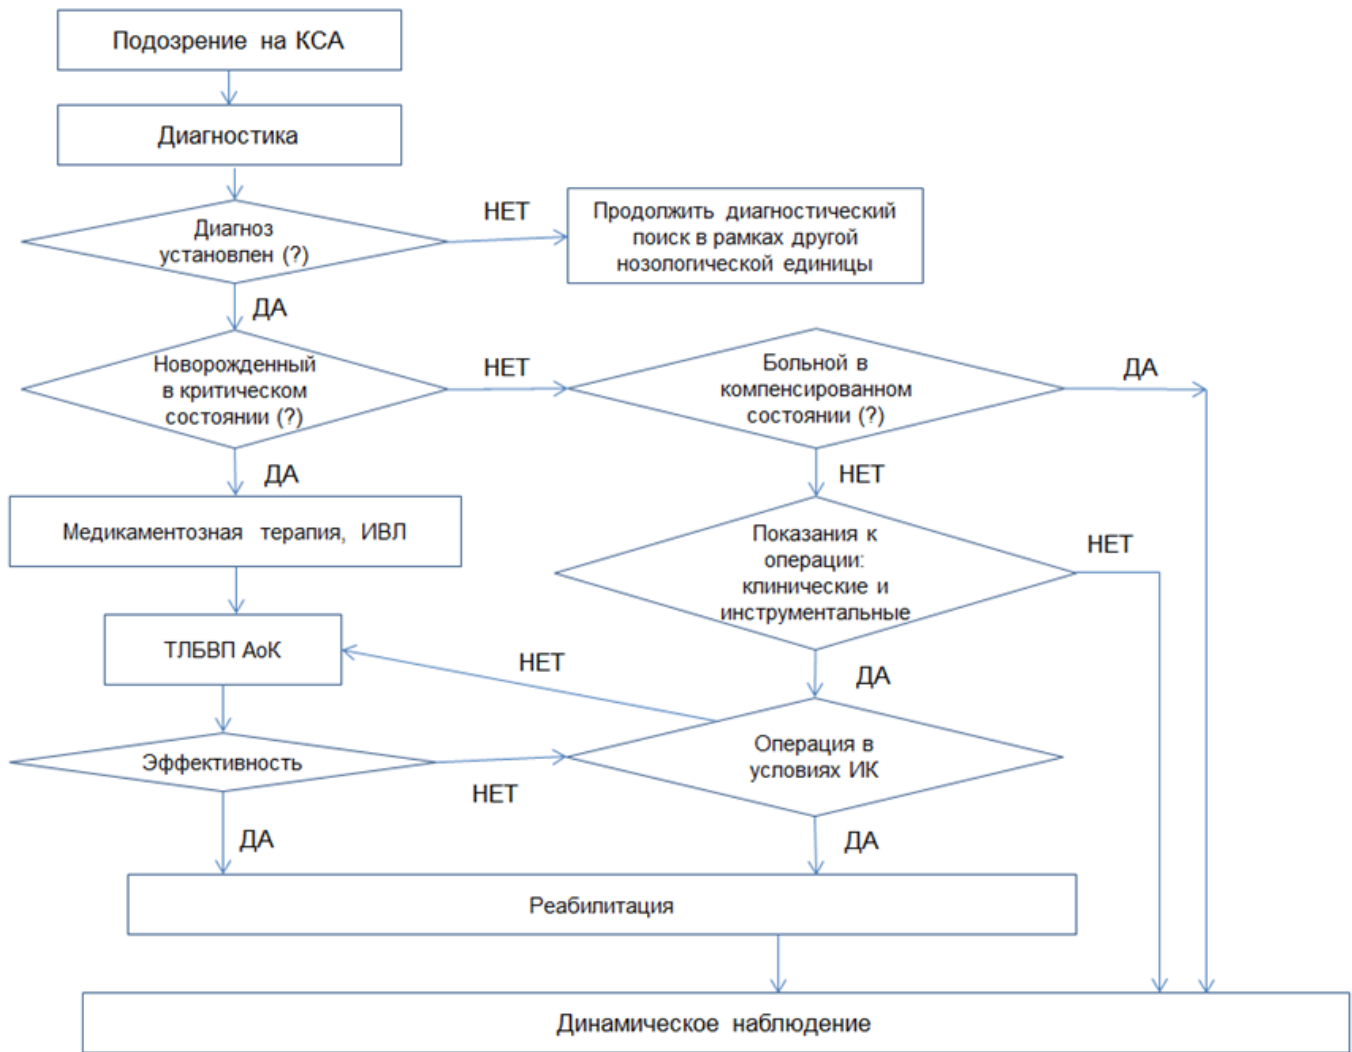 Подозрение на КСА
Диагностика
Диагноз
установлен (?)
НЕТ
Продолжить диагностический
поиск в рамках другой
нозологической единицы
ДА
Новорожденный
в критическом
состоянии (?)
НЕТ
Больной в
компенсированном
состоянии (?)
ДА
ДА
НЕТ
Медикаментозная терапия, ИВЛ
Показания к
операции:
клинические и
инструментальные
НЕТ
ТЛБВП АоК
НЕТ
ДА
Эффективность
НЕТ
Операция в
условиях ИК
ДА
ДА
Реабилитация
Динамическое наблюдение